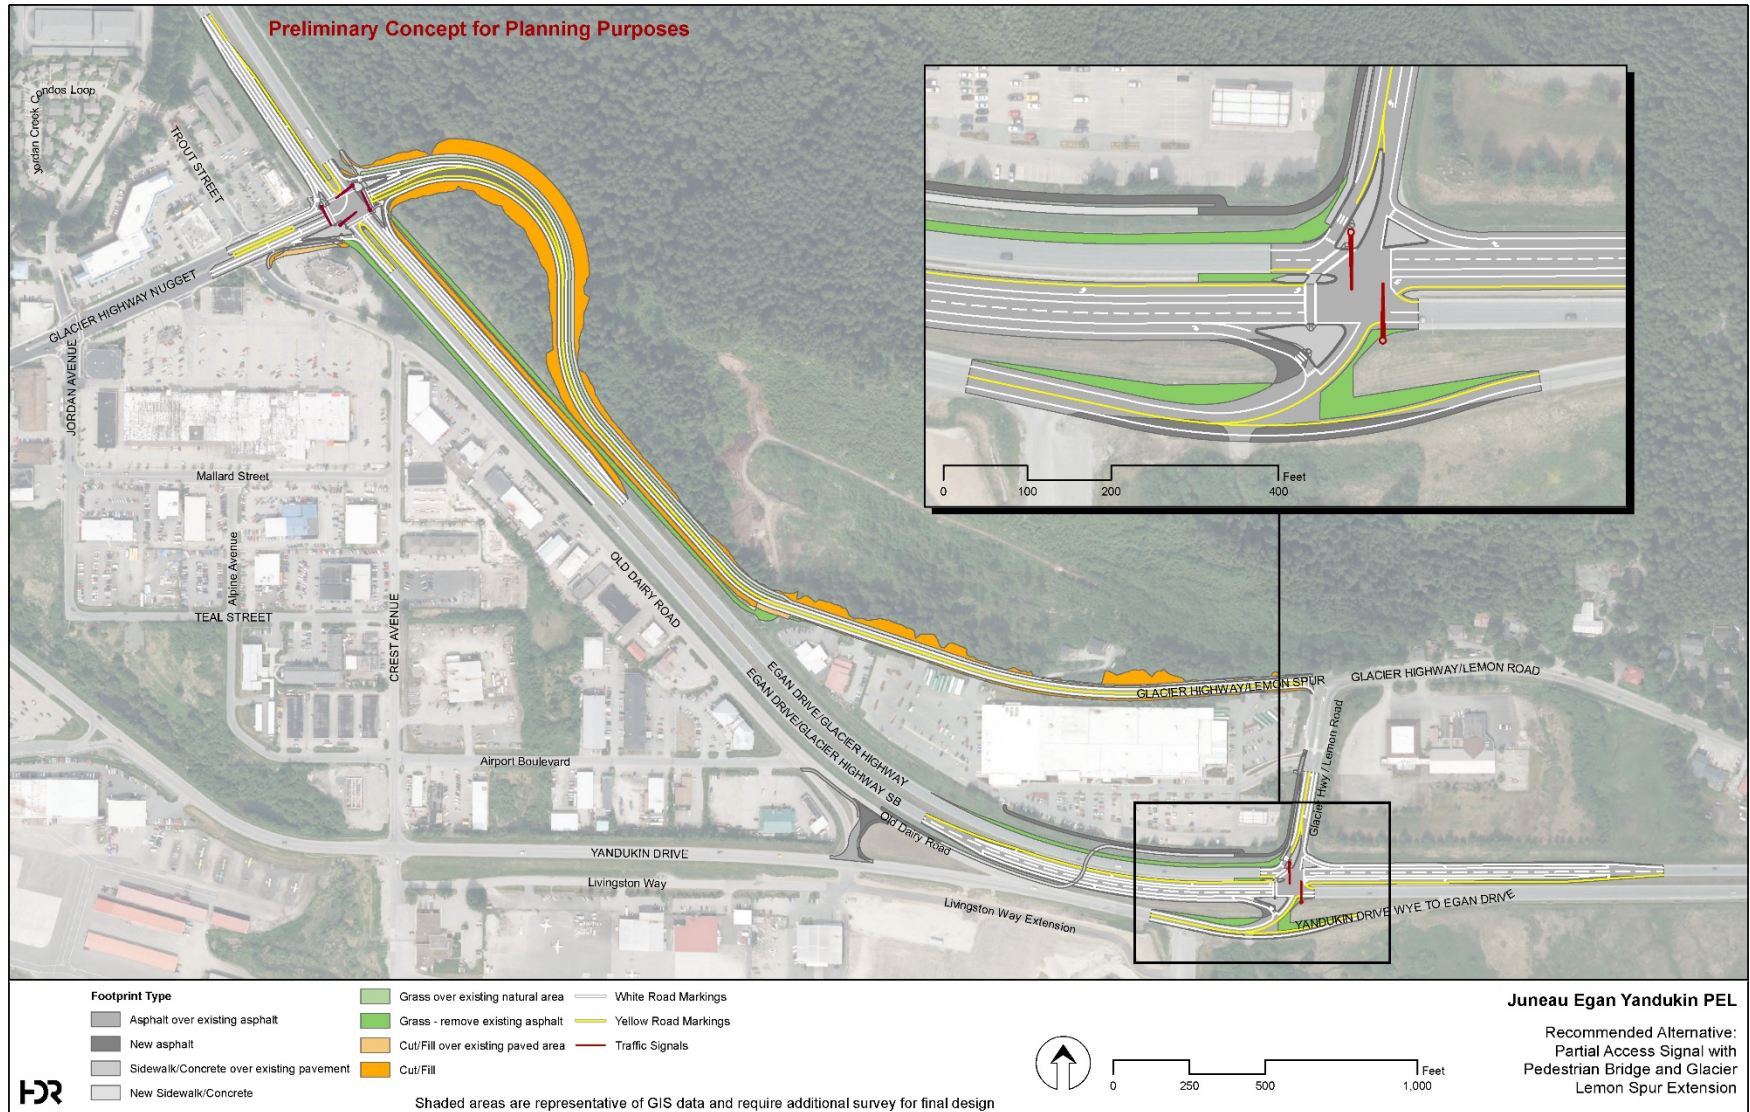 Preliminary Concept for Planning Purposes
Jordan Creek Condos Loop
TROUT STREET
GLACIER HIGHWAY NUGGET
JORDAN AVENUE
Mallard Street
Alpine Avenue
TEAL STREET
CREST AVENUE
OLD DAIRY ROAD
EGAN DRIVE/GLACIER HIGHWAY
EGAN DRIVE/GLACIER HIGHWAY SB
Airport Boulevard
Old Dairy Road
YANDUKIN DRIVE
Livingston Way
Livingston Way Extension
GLACIER HIGHWAY/LEMON SPUR
GLACIER HIGHWAY/LEMON ROAD
Glacier Hwy / Lemon Road
YANDUKIN DRIVE WYE TO EGAN DRIVE
0 100 200 400 Feet
Footprint Type
Asphalt over existing asphalt
New asphalt
Sidewalk/Concrete over existing pavement
New Sidewalk/Concrete
Grass over existing natural area
Grass - remove existing asphalt
Cut/Fill over existing paved area
Cut/Fill
White Road Markings
Yellow Road Markings
Traffic Signals
0 250 500 1,000 Feet
Juneau Egan Yandukin PEL
Recommended Alternative:
Partial Access Signal with
Pedestrian Bridge and Glacier
Lemon Spur Extension
HDR
Shaded areas are representative of GIS data and require additional survey for final design